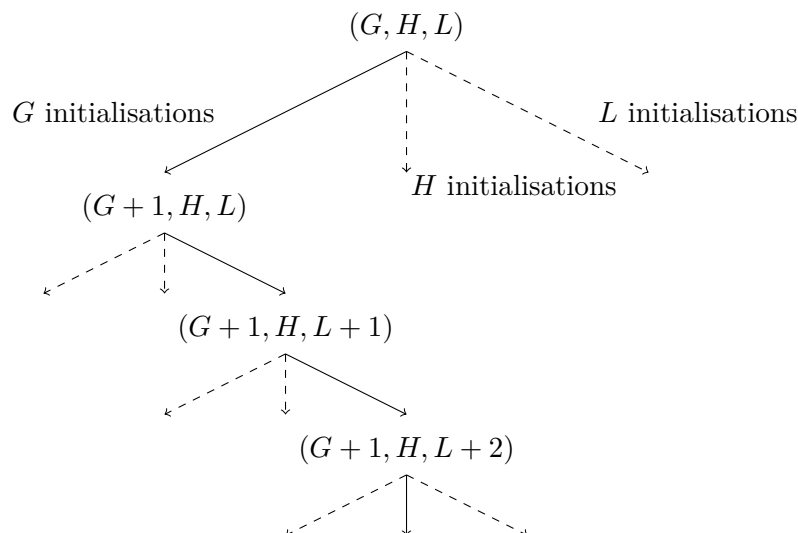 (G, H, L)
G initialisations
L initialisations
H initialisations
(G + 1, H, L)
(G + 1, H, L + 1)
(G + 1, H, L + 2)